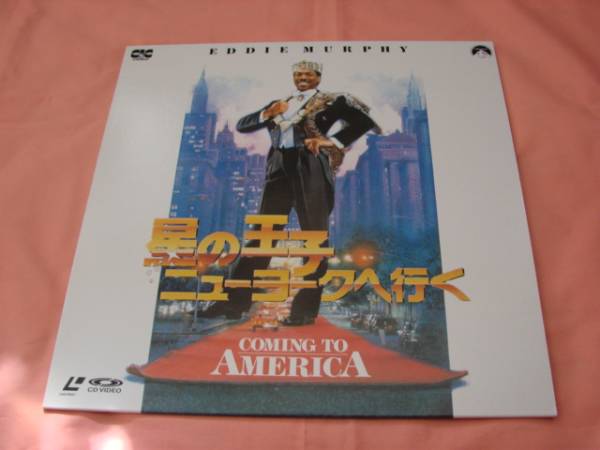 CIC
EDDIE MURPHY
星の王子
ニューヨークへ行く
COMING TO
AMERICA
CD VIDEO